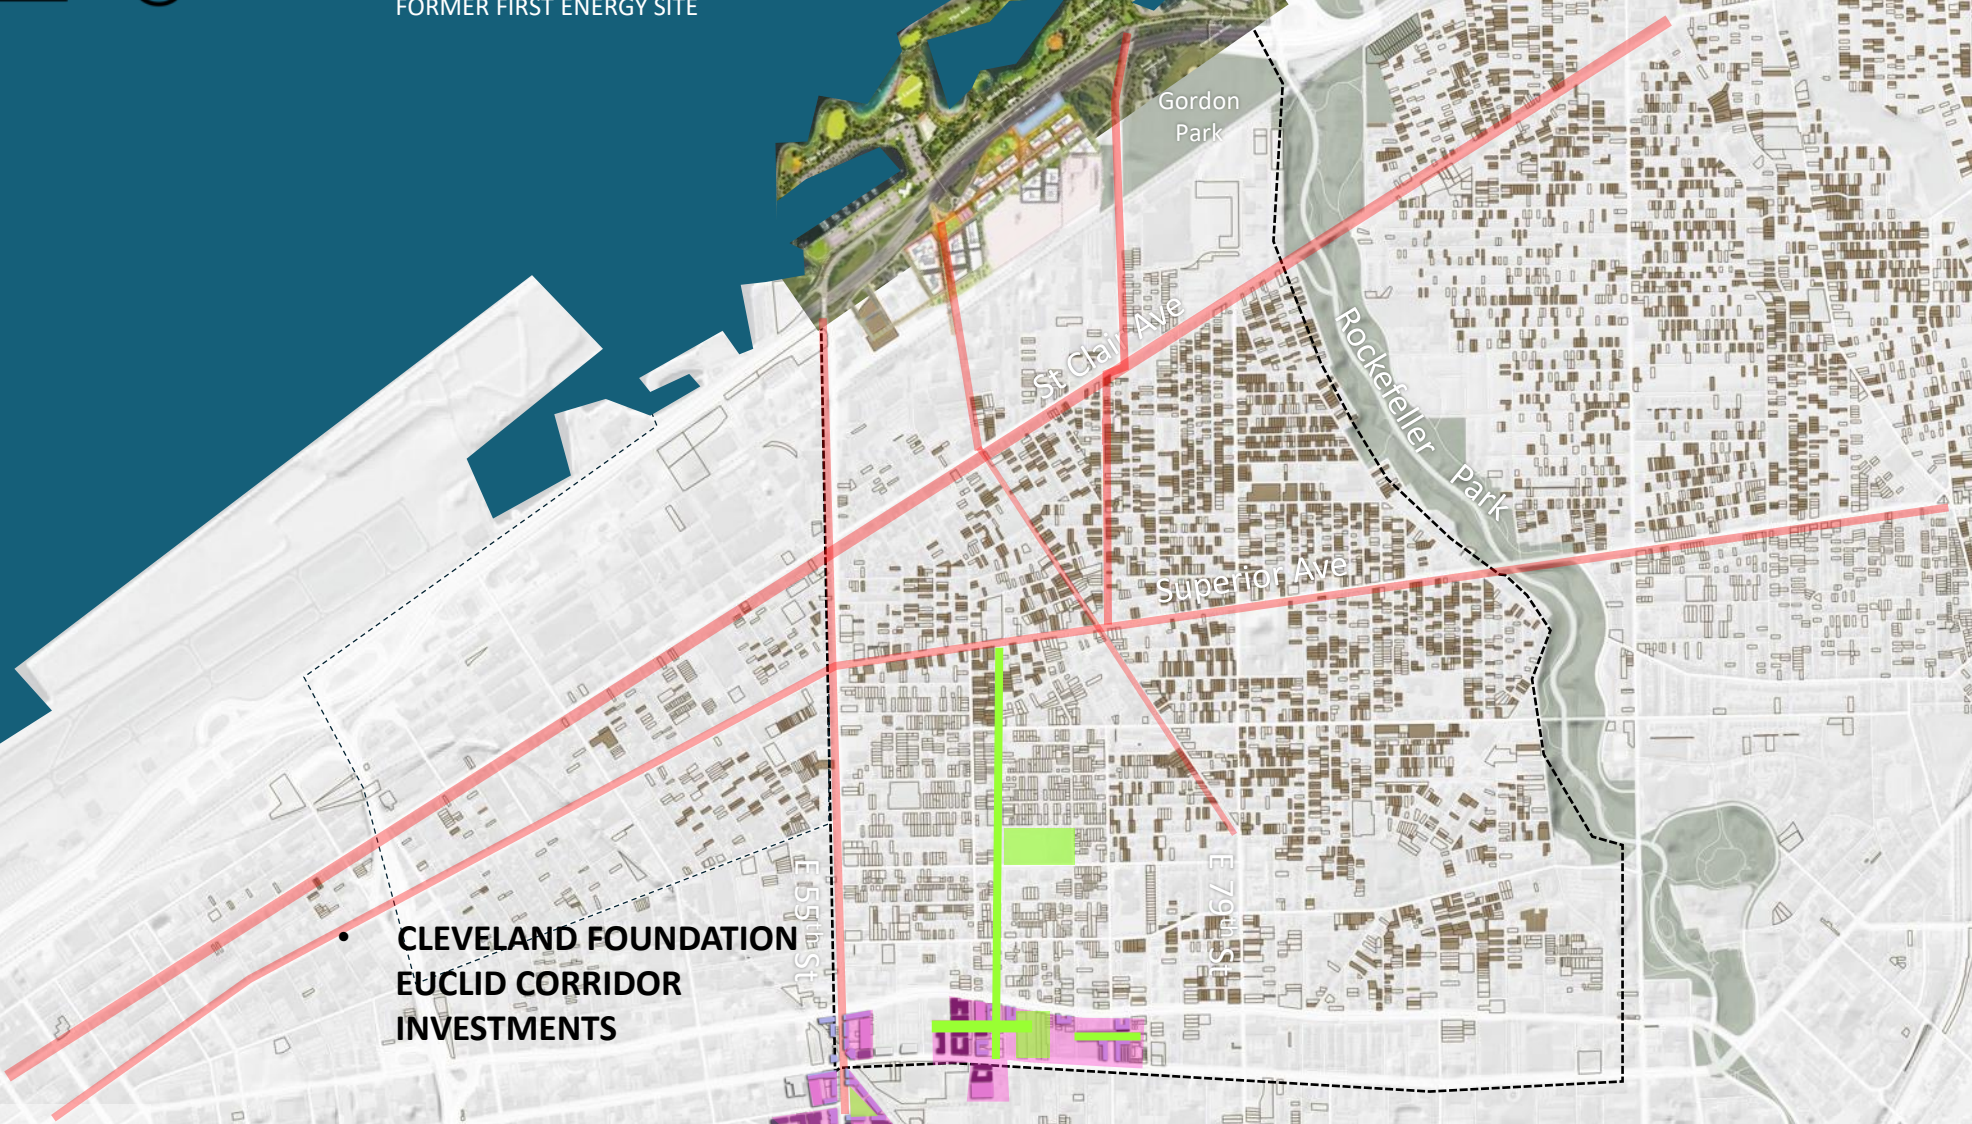 FORMER FIRST ENERGY SITE
Gordon
Park
St Clair Ave
Rockefeller Park
Superior Ave
E 55th St
E 79th St
• CLEVELAND FOUNDATION
EUCLID CORRIDOR
INVESTMENTS